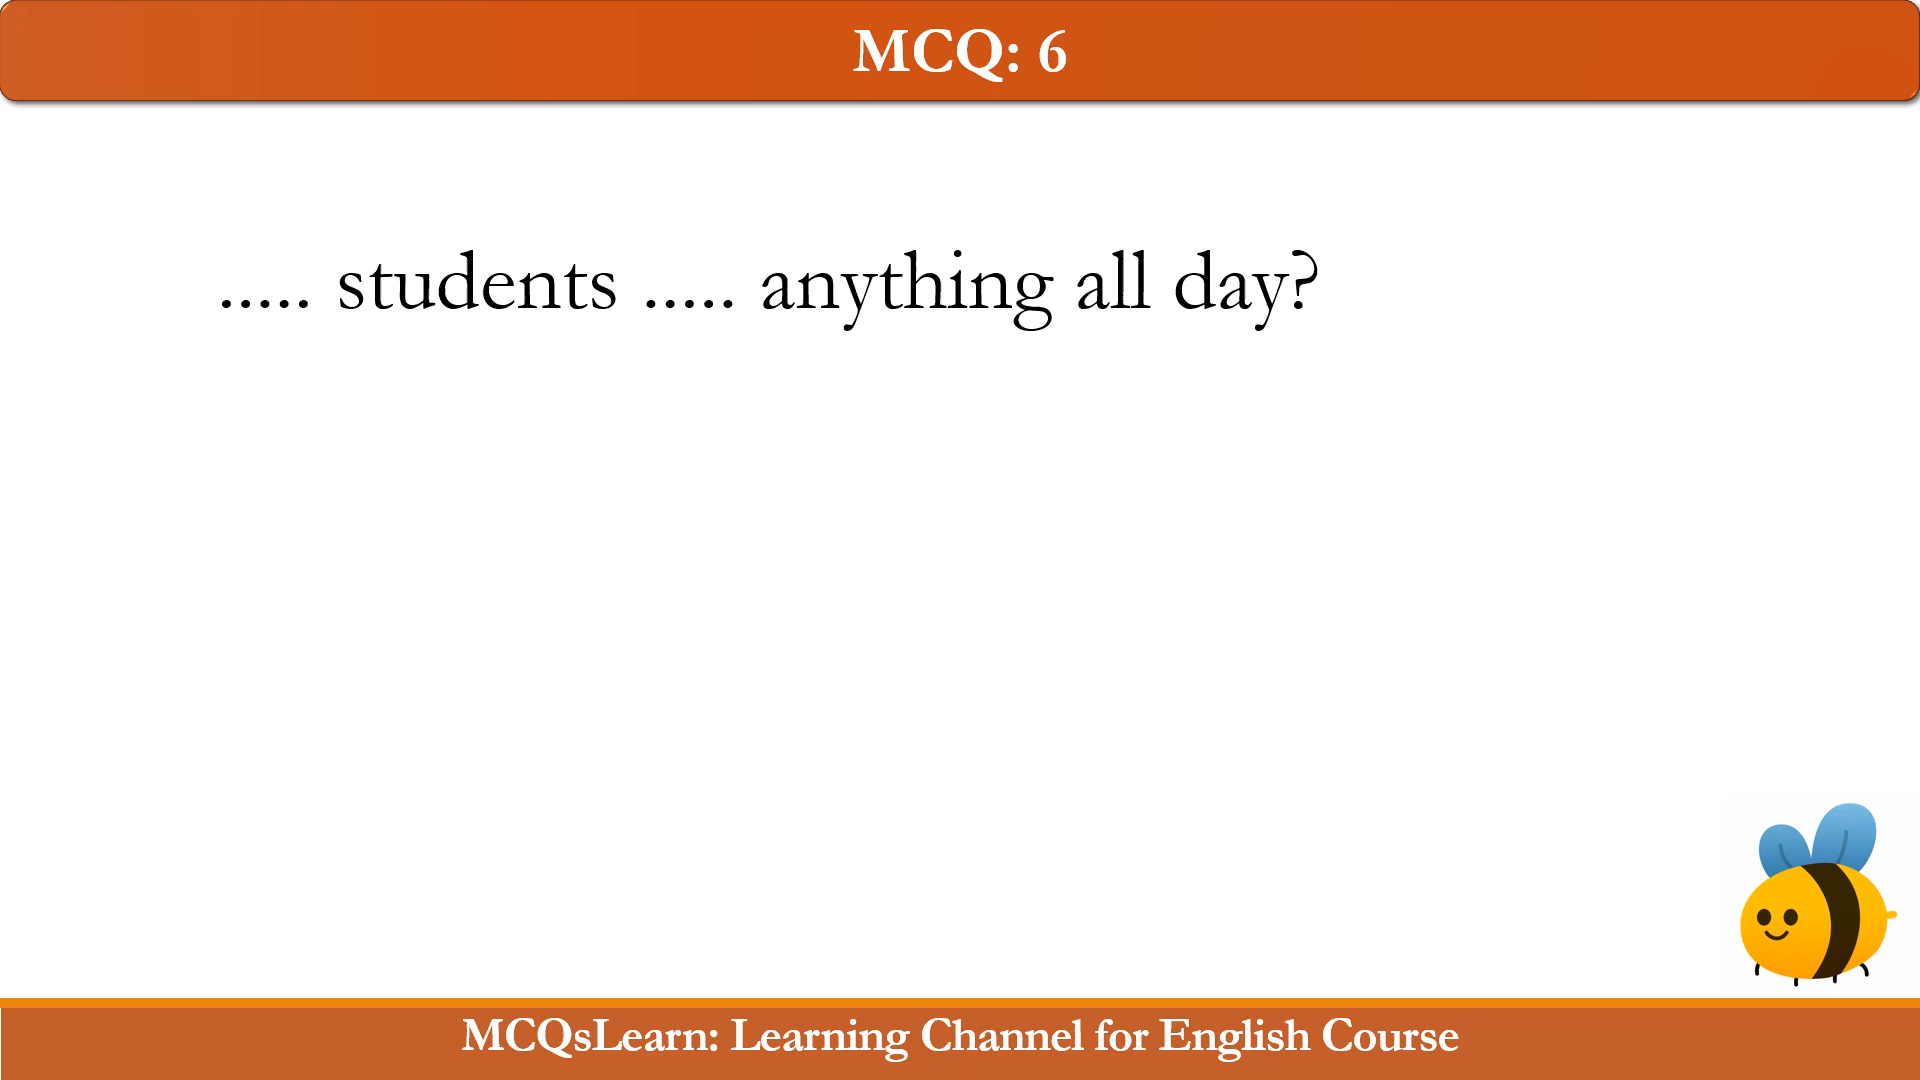 MCQ: 6
..... students ..... anything all day?
MCQsLearn: Learning Channel for English Course